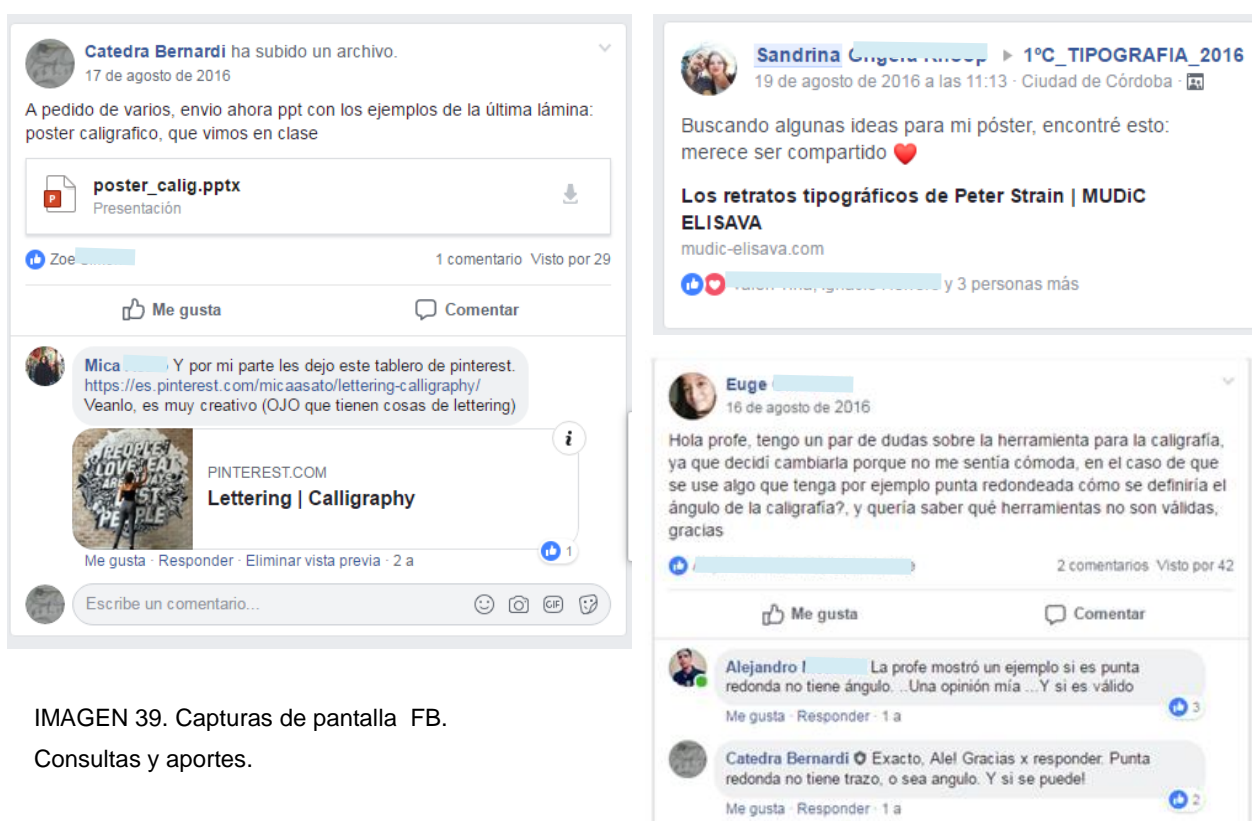 Catedra Bernardi ha subido un archivo.
17 de agosto de 2016
A pedido de varios, envio ahora ppt con los ejemplos de la última lámina:
poster caligrafico, que vimos en clase
P
poster_calig.pptx
Presentación
Zoe
1 comentario Visto por 29
Me gusta
Comentar
Mica Y por mi parte les dejo este tablero de pinterest.
https://es.pinterest.com/micaasato/lettering-calligraphy/
Veanlo, es muy creativo (OJO que tienen cosas de lettering)
PEOPLE
LOVE EAT
PEOPLE
i
PINTEREST.COM
Lettering | Calligraphy
1
Me gusta · Responder · Eliminar vista previa · 2 a
Escribe un comentario...
GIF
Sandrina ▸ 1ºC_TIPOGRAFIA_2016
19 de agosto de 2016 a las 11:13 · Ciudad de Córdoba ·
Buscando algunas ideas para mi póster, encontré esto:
merece ser compartido ❤
Los retratos tipográficos de Peter Strain | MUDiC
ELISAVA
mudic-elisava.com
y 3 personas más
Euge
16 de agosto de 2016
Hola profe, tengo un par de dudas sobre la herramienta para la caligrafía,
ya que decidí cambiarla porque no me sentía cómoda, en el caso de que
se use algo que tenga por ejemplo punta redondeada cómo se definiría el
ángulo de la caligrafía?, y quería saber qué herramientas no son válidas,
gracias
2 comentarios Visto por 42
Me gusta
Comentar
Alejandro La profe mostró un ejemplo si es punta
redonda no tiene ángulo. ..Una opinión mía ...Y si es válido
3
Me gusta · Responder · 1 a
Catedra Bernardi Exacto, Ale! Gracias x responder. Punta
redonda no tiene trazo, o sea angulo. Y si se puede!
2
Me gusta · Responder · 1 a
IMAGEN 39. Capturas de pantalla FB.
Consultas y aportes.